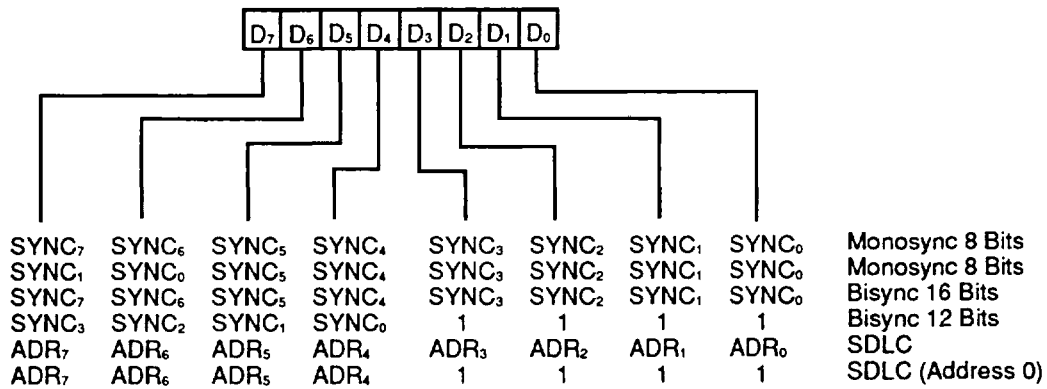 D₇ D₆ D₅ D₄ D₃ D₂ D₁ D₀
SYNC₇ SYNC₆ SYNC₅ SYNC₄ SYNC₃ SYNC₂ SYNC₁ SYNC₀ Monosync 8 Bits
SYNC₁ SYNC₀ SYNC₅ SYNC₄ SYNC₃ SYNC₂ SYNC₁ SYNC₀ Monosync 8 Bits
SYNC₇ SYNC₆ SYNC₅ SYNC₄ SYNC₃ SYNC₂ SYNC₁ SYNC₀ Bisync 16 Bits
SYNC₃ SYNC₂ SYNC₁ SYNC₀ 1 1 1 1 Bisync 12 Bits
ADR₇ ADR₆ ADR₅ ADR₄ ADR₃ ADR₂ ADR₁ ADR₀ SDLC
ADR₇ ADR₆ ADR₅ ADR₄ 1 1 1 1 SDLC (Address 0)